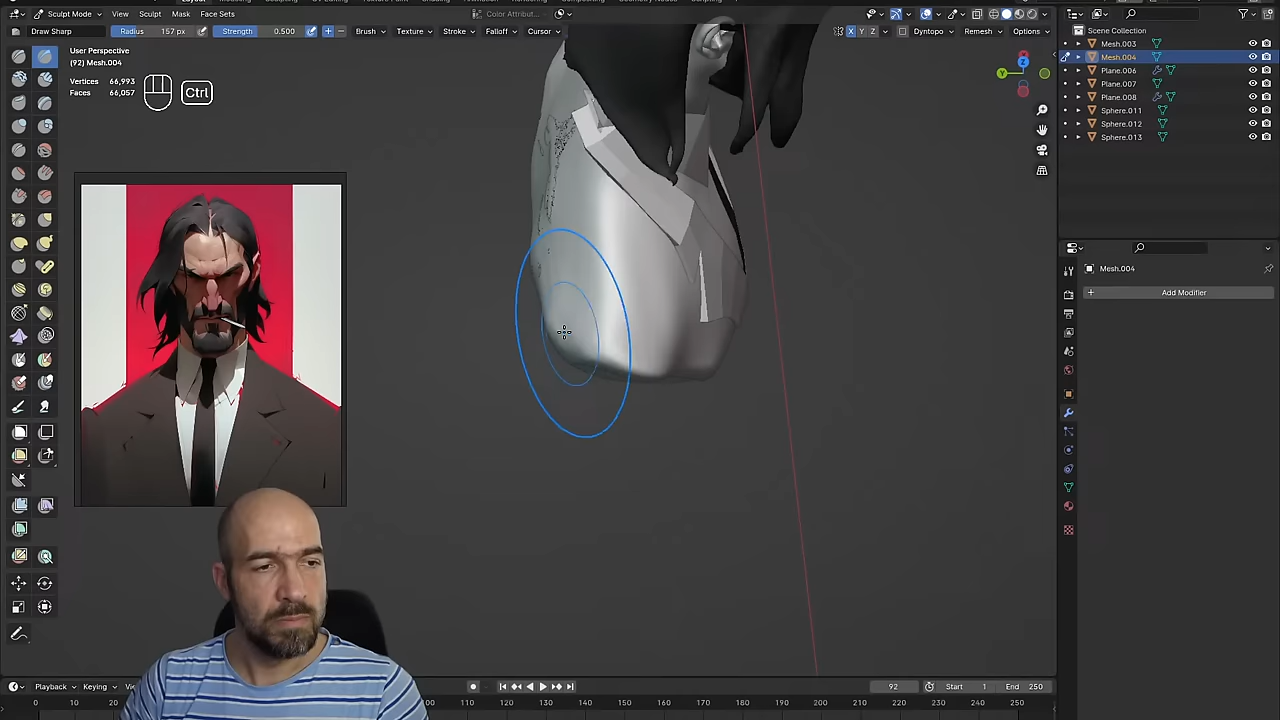 Color Attribut...
View Sculpt Mask Face Sets
Sculpt Mode
Draw Sharp Radius 157 px Strength 0.500 Brush Texture Stroke Falloff Cursor X Y Z Dyntopo Remesh Options
User Perspective
(92) Mesh.004
Vertices 66,993
Faces 66,057
Ctrl
Y
Z
Scene Collection
Mesh.003
Mesh.004
Plane.006
Plane.007
Plane.008
Sphere.011
Sphere.012
Sphere.013
Mesh.004
Add Modifier
Playback Keying Vi
92 Start 1 End 250
0 10 20 130 140 150 160 170 180 190 200 210 220 230 240 250